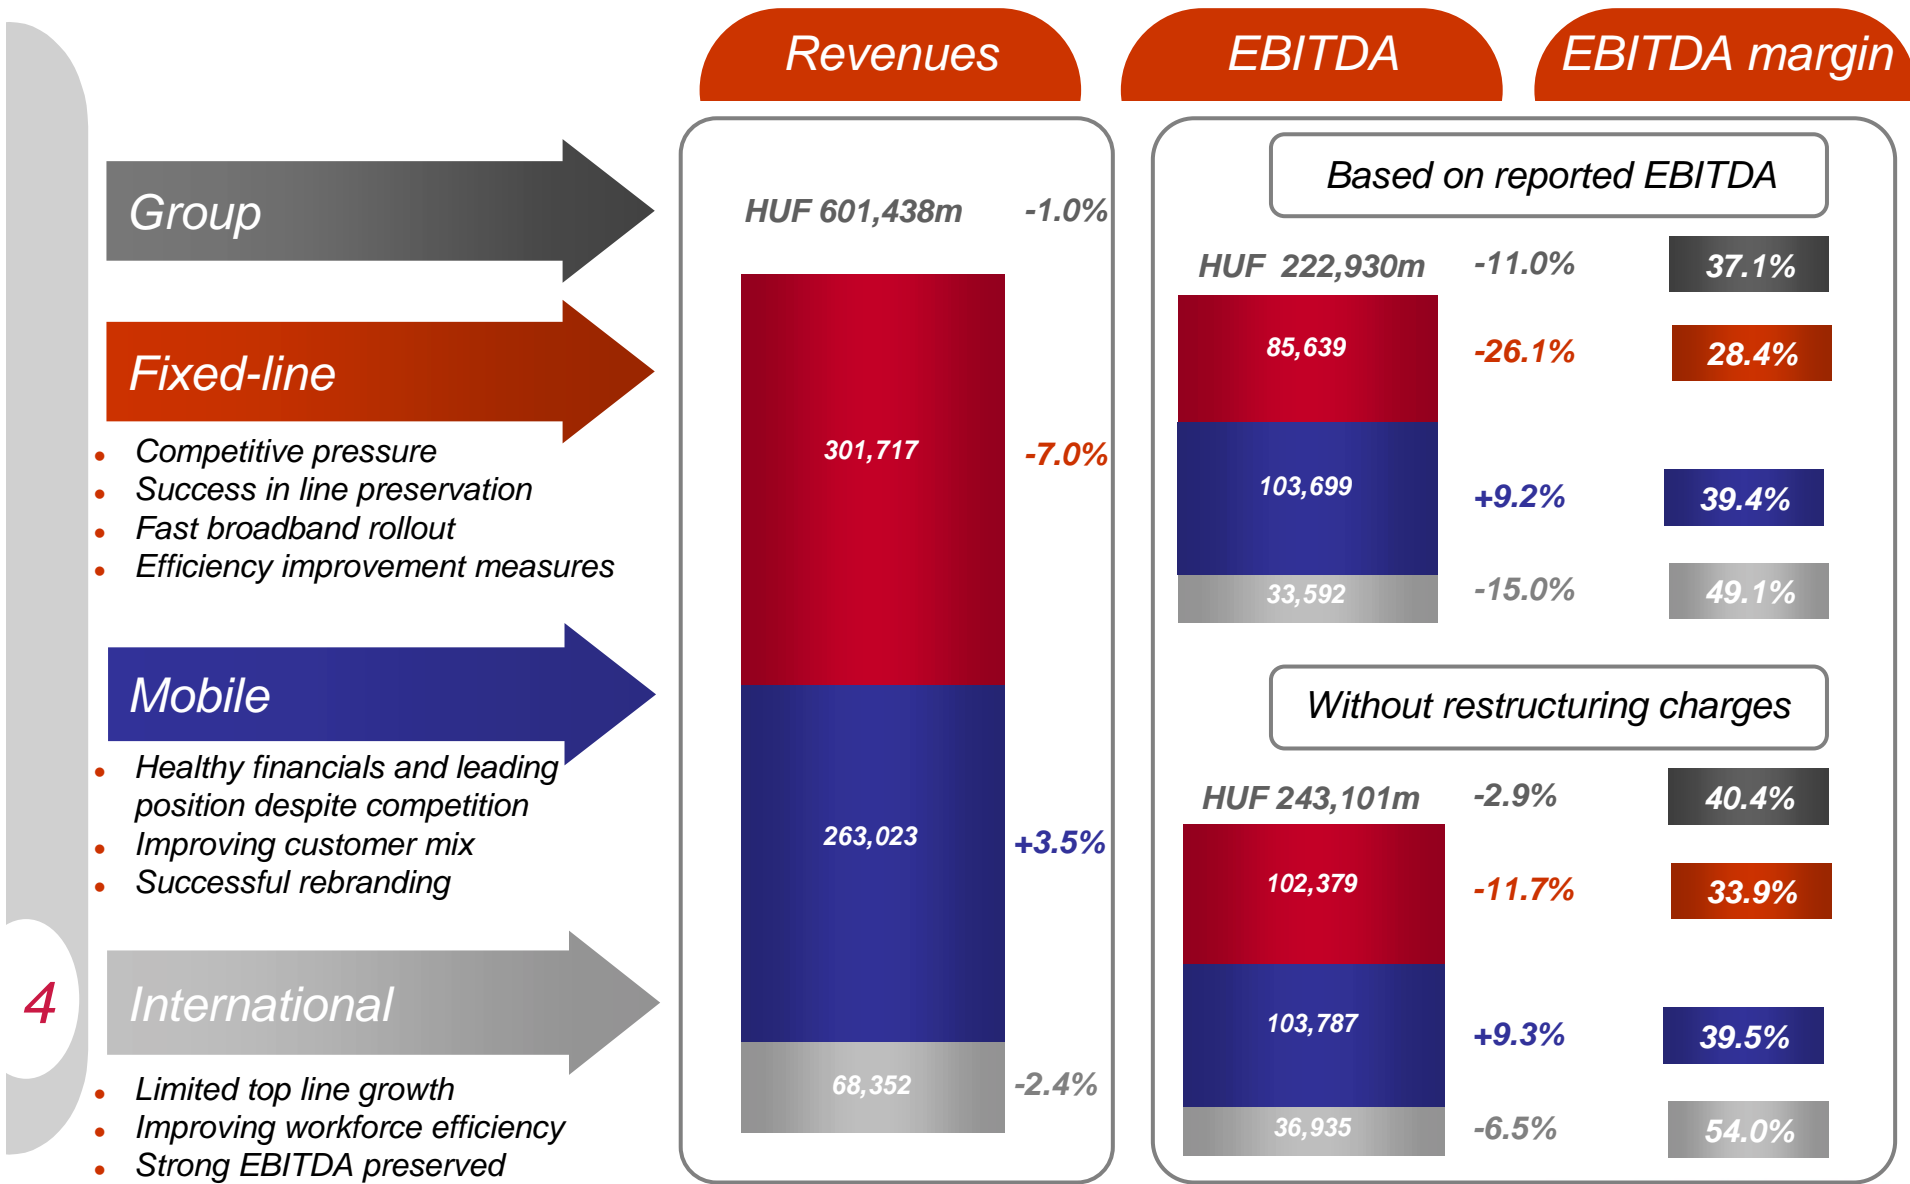 Revenues
EBITDA
EBITDA margin
Group
HUF 601,438m
-1.0%
Based on reported EBITDA
HUF 222,930m
-11.0%
37.1%
Fixed-line
85,639
-26.1%
28.4%
Competitive pressure
Success in line preservation
Fast broadband rollout
Efficiency improvement measures
301,717
-7.0%
103,699
+9.2%
39.4%
33,592
-15.0%
49.1%
Mobile
Healthy financials and leading
position despite competition
Improving customer mix
Successful rebranding
263,023
+3.5%
Without restructuring charges
HUF 243,101m
-2.9%
40.4%
102,379
-11.7%
33.9%
International
Limited top line growth
Improving workforce efficiency
Strong EBITDA preserved
68,352
-2.4%
103,787
+9.3%
39.5%
36,935
-6.5%
54.0%
4